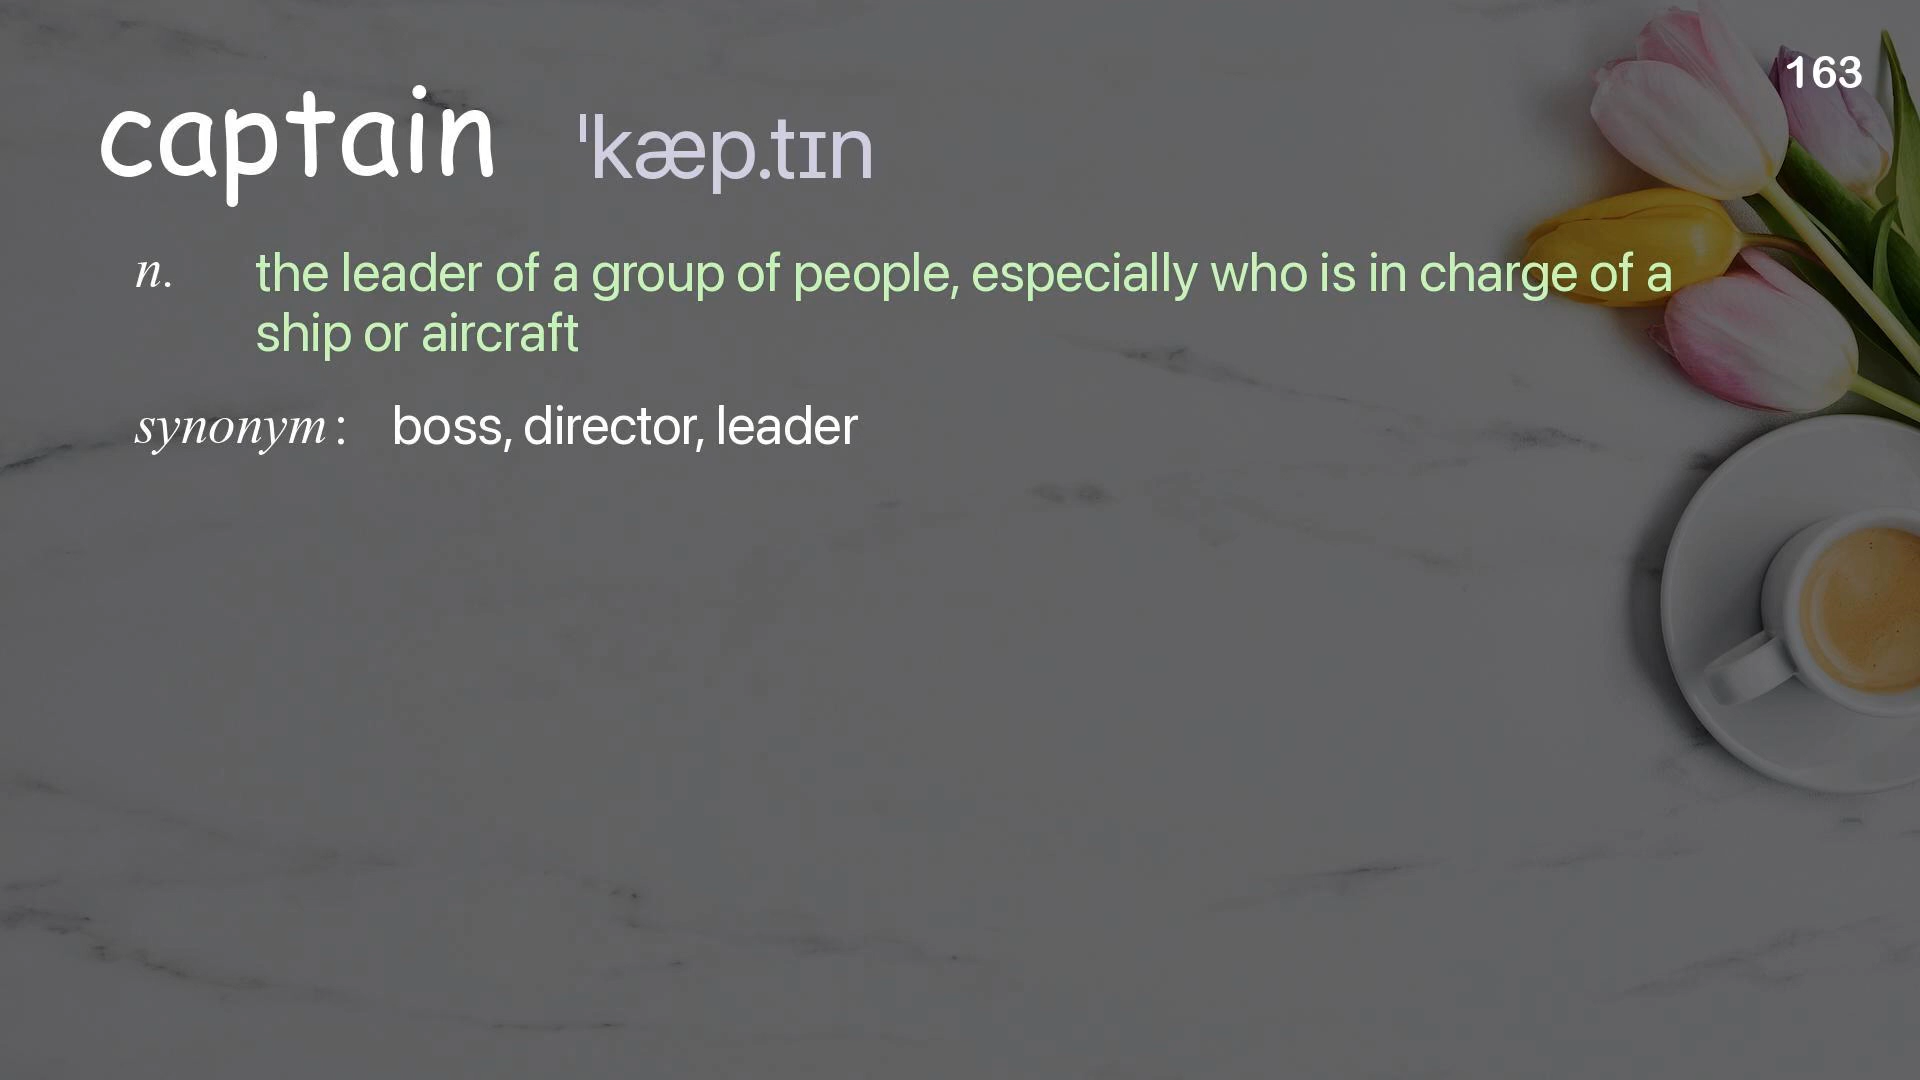 163
captain ˈkæp.tɪn
n. the leader of a group of people, especially who is in charge of a
ship or aircraft
synonym: boss, director, leader